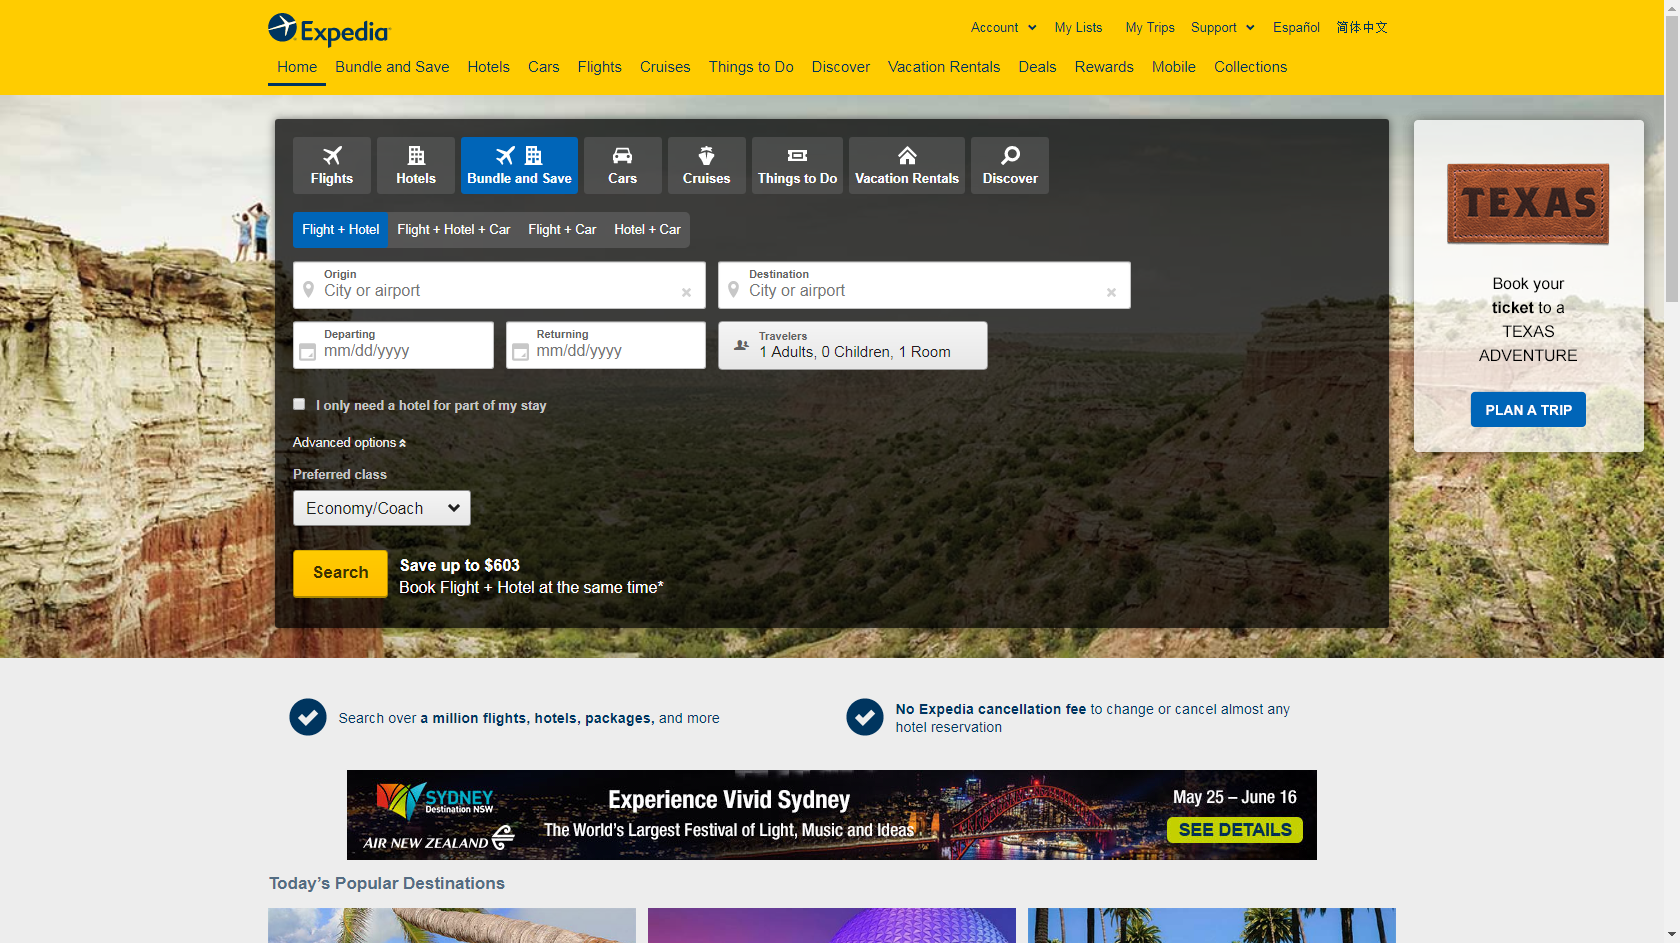 Expedia
Account
My Lists
My Trips
Support
Español
简体中文
Home
Bundle and Save
Hotels
Cars
Flights
Cruises
Things to Do
Discover
Vacation Rentals
Deals
Rewards
Mobile
Collections
Flights
Hotels
Bundle and Save
Cars
Cruises
Things to Do
Vacation Rentals
Discover
Flight + Hotel
Flight + Hotel + Car
Flight + Car
Hotel + Car
Origin
City or airport
Destination
City or airport
Departing
mm/dd/yyyy
Returning
mm/dd/yyyy
Travelers
1 Adults, 0 Children, 1 Room
I only need a hotel for part of my stay
Advanced options
Preferred class
Economy/Coach
Search
Save up to $603
Book Flight + Hotel at the same time*
TEXAS
Book your
ticket to a
TEXAS
ADVENTURE
PLAN A TRIP
Search over a million flights, hotels, packages, and more
No Expedia cancellation fee to change or cancel almost any
hotel reservation
SYDNEY
Destination NSW
AIR NEW ZEALAND
Experience Vivid Sydney
The World's Largest Festival of Light, Music and Ideas
May 25 – June 16
SEE DETAILS
Today's Popular Destinations